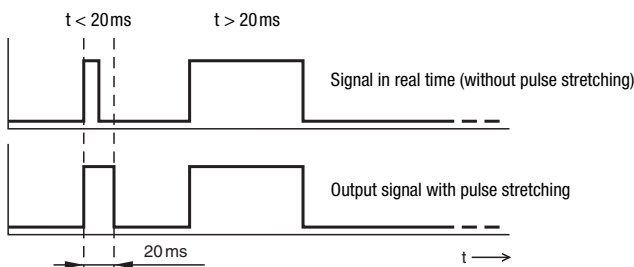 t < 20 ms
t > 20 ms
Signal in real time (without pulse stretching)
Output signal with pulse stretching
20 ms
t